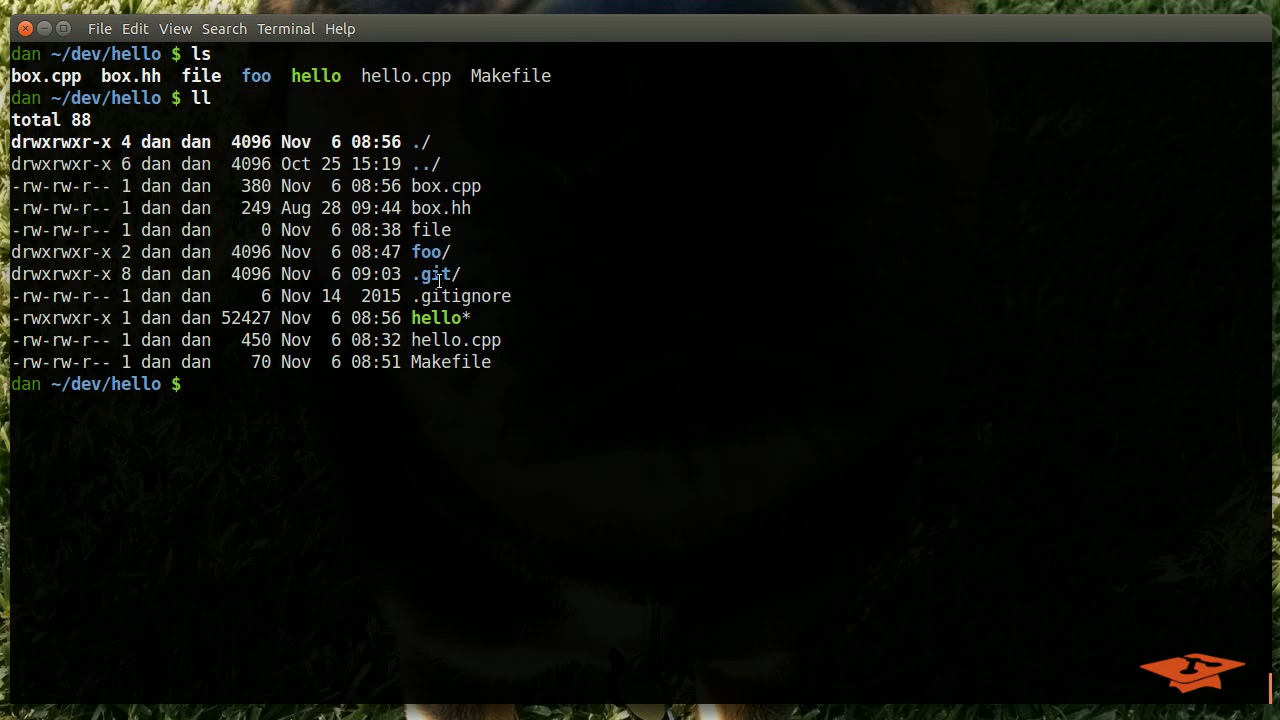 File Edit View Search Terminal Help
dan ~/dev/hello $ ls
box.cpp  box.hh  file  foo  hello  hello.cpp  Makefile
dan ~/dev/hello $ ll
total 88
drwxrwxr-x 4 dan dan  4096 Nov  6 08:56 ./
drwxrwxr-x 6 dan dan  4096 Oct 25 15:19 ../
-rw-rw-r-- 1 dan dan   380 Nov  6 08:56 box.cpp
-rw-rw-r-- 1 dan dan   249 Aug 28 09:44 box.hh
-rw-rw-r-- 1 dan dan     0 Nov  6 08:38 file
drwxrwxr-x 2 dan dan  4096 Nov  6 08:47 foo/
drwxrwxr-x 8 dan dan  4096 Nov  6 09:03 .git/
-rw-rw-r-- 1 dan dan     6 Nov 14  2015 .gitignore
-rwxrwxr-x 1 dan dan 52427 Nov  6 08:56 hello*
-rw-rw-r-- 1 dan dan   450 Nov  6 08:32 hello.cpp
-rw-rw-r-- 1 dan dan    70 Nov  6 08:51 Makefile
dan ~/dev/hello $